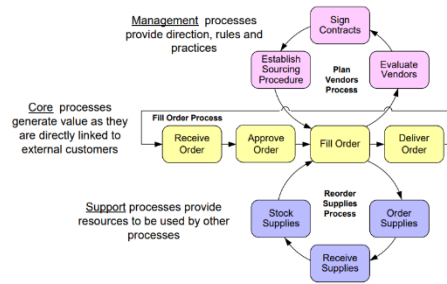 Management processes
provide direction, rules and
practices
Sign
Contracts
Establish
Sourcing
Procedure
Plan
Vendors
Process
Evaluate
Vendors
Core processes
generate value as they
are directly linked to
external customers
Fill Order Process
Receive
Order
Approve
Order
Fill Order
Deliver
Order
Support processes provide
resources to be used by other
processes
Stock
Supplies
Reorder
Supplies
Process
Order
Supplies
Receive
Supplies